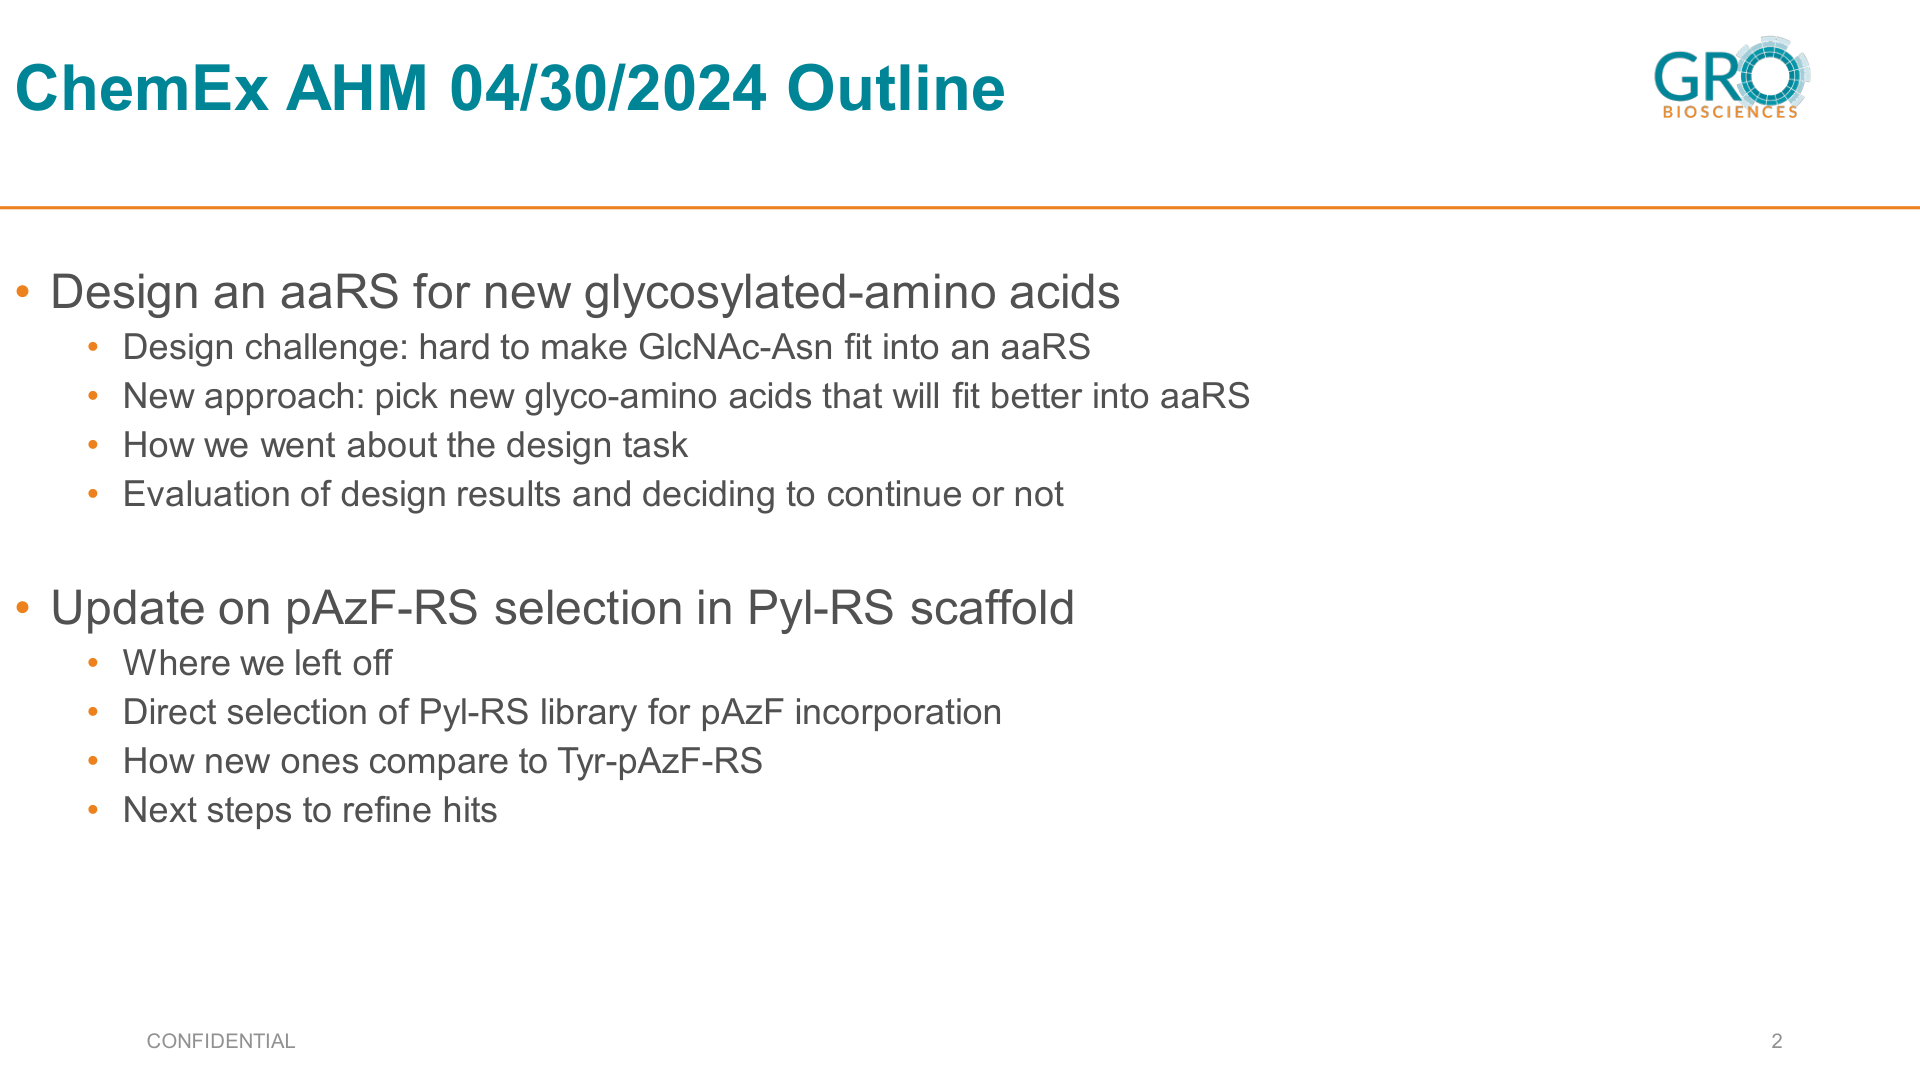 ChemEx AHM 04/30/2024 Outline
GRO
BIOSCIENCES
• Design an aaRS for new glycosylated-amino acids
• Design challenge: hard to make GlcNAc-Asn fit into an aaRS
• New approach: pick new glyco-amino acids that will fit better into aaRS
• How we went about the design task
• Evaluation of design results and deciding to continue or not
• Update on pAzF-RS selection in Pyl-RS scaffold
• Where we left off
• Direct selection of Pyl-RS library for pAzF incorporation
• How new ones compare to Tyr-pAzF-RS
• Next steps to refine hits
CONFIDENTIAL
2